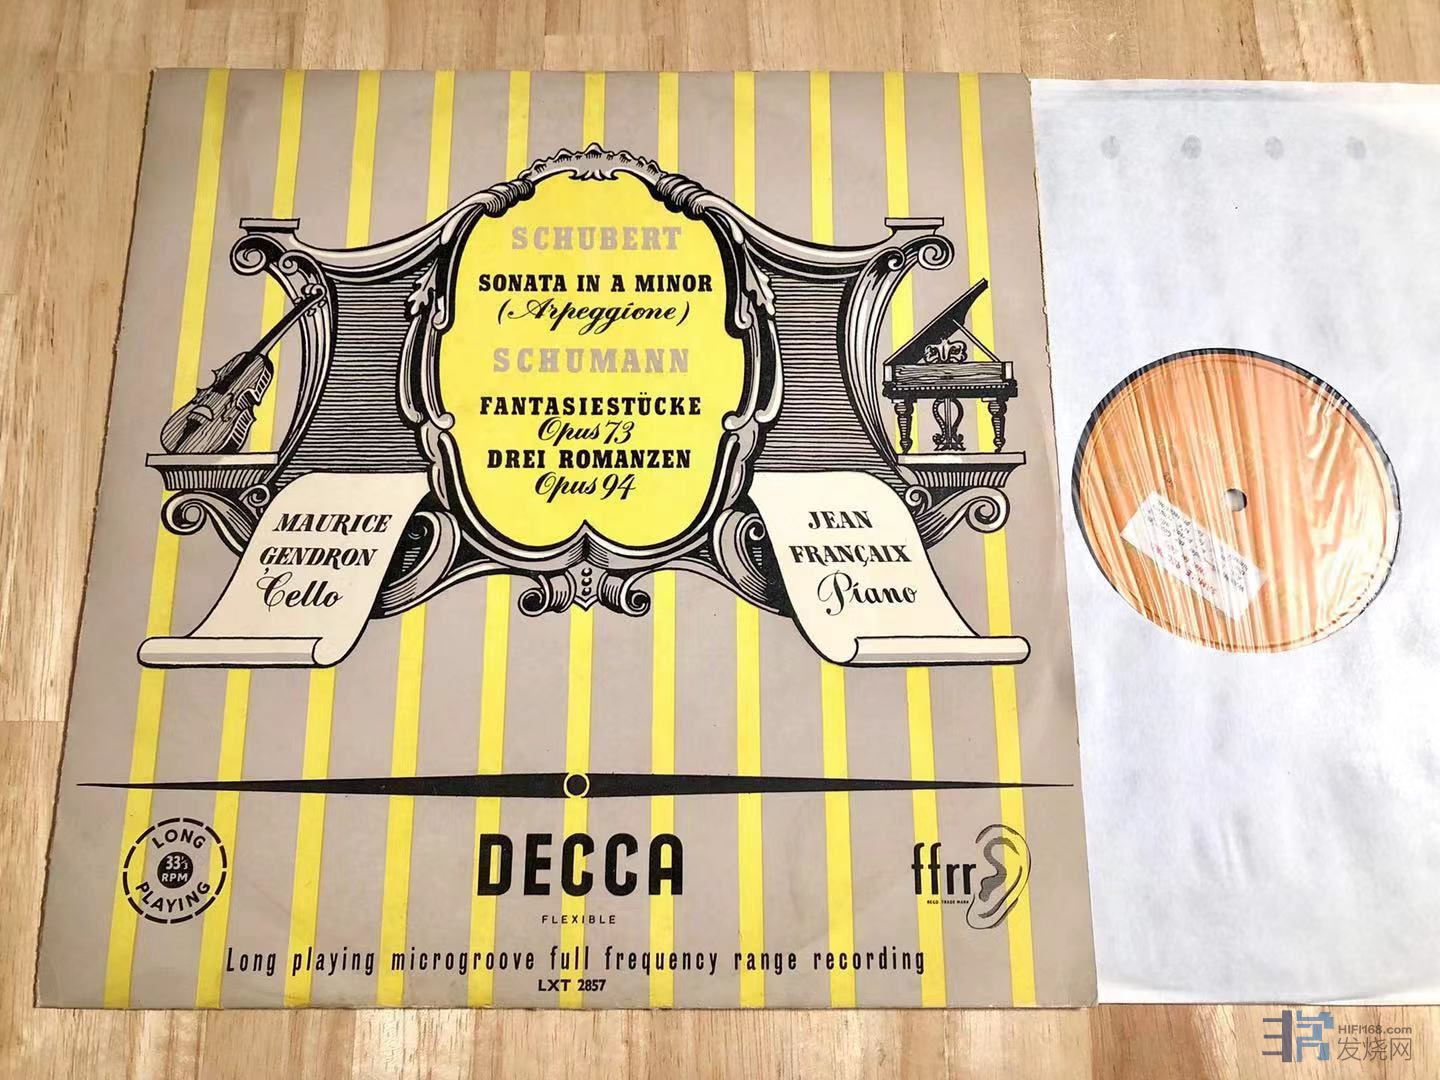 SCHUBERT
SONATA IN A MINOR
(Arpeggione)
SCHUMANN
FANTASIESTÜCKE
Opus 73
DREI ROMANZEN
Opus 94
MAURICE
GENDRON
'Cello
JEAN
FRANÇAIX
Piano
LONG
33⅓
RPM
PLAYING
DECCA
FLEXIBLE
ffrr
REGD. TRADE MARK
Long playing microgroove full frequency range recording
LXT 2857
HIFI168.com
发烧网